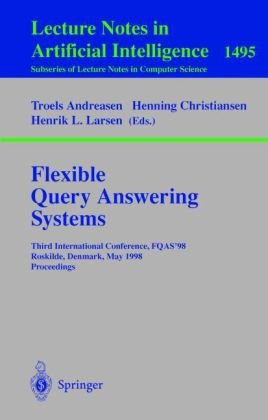 Lecture Notes in
Artificial Intelligence 1495
Subseries of Lecture Notes in Computer Science
Troels Andreasen Henning Christiansen
Henrik L. Larsen (Eds.)
Flexible
Query Answering
Systems
Third International Conference, FQAS'98
Roskilde, Denmark, May 1998
Proceedings
Springer